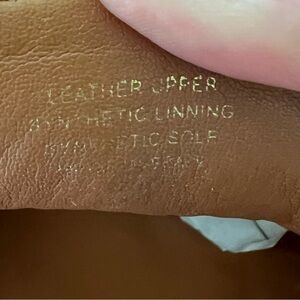 LEATHER UPPER
SYNTHETIC LINNING
SYNTHETIC SOLE